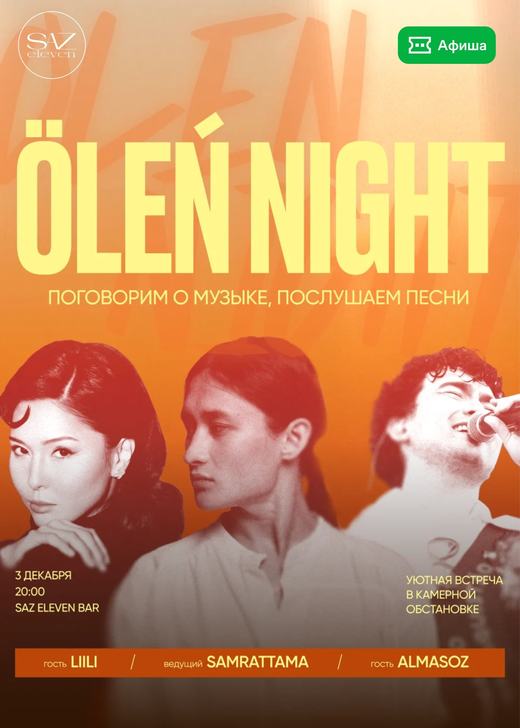 SAZ
eleven
Афиша
ÖLEŃ NIGHT
ПОГОВОРИМ О МУЗЫКЕ, ПОСЛУШАЕМ ПЕСНИ
3 ДЕКАБРЯ
20:00
SAZ ELEVEN BAR
УЮТНАЯ ВСТРЕЧА
В КАМЕРНОЙ
ОБСТАНОВКЕ
гость LIILI / ведущий SAMRATTAMA / гость ALMASOZ